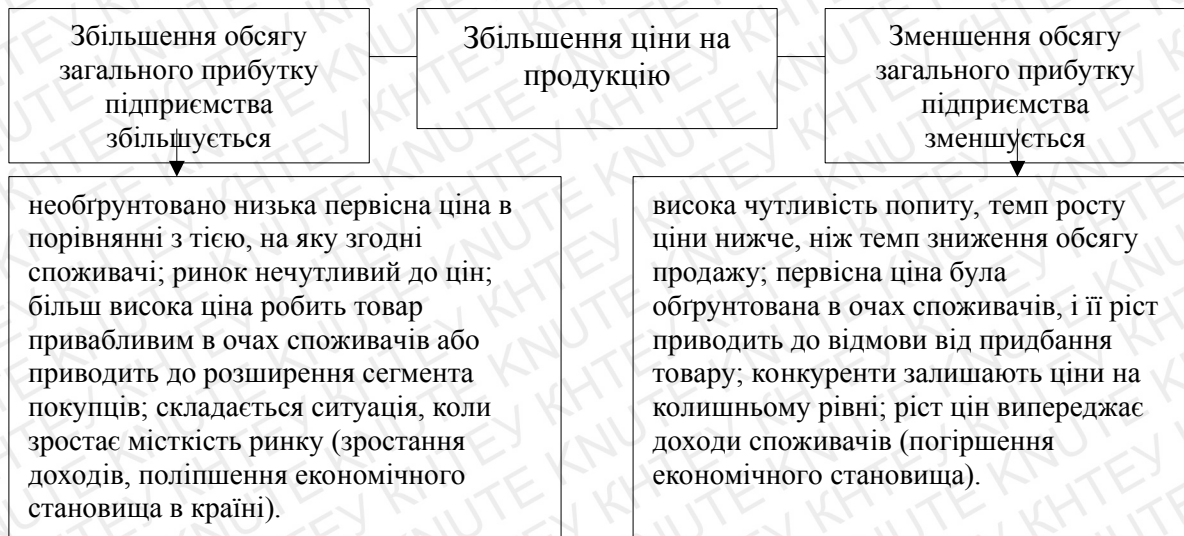 Збільшення обсягу
загального прибутку
підприємства
збільшується
Збільшення ціни на
продукцію
Зменшення обсягу
загального прибутку
підприємства
зменшується
необґрунтовано низька первісна ціна в
порівнянні з тією, на яку згодні
споживачі; ринок нечутливий до цін;
більш висока ціна робить товар
привабливим в очах споживачів або
приводить до розширення сегмента
покупців; складається ситуація, коли
зростає місткість ринку (зростання
доходів, поліпшення економічного
становища в країні).
висока чутливість попиту, темп росту
ціни нижче, ніж темп зниження обсягу
продажу; первісна ціна була
обґрунтована в очах споживачів, і її ріст
приводить до відмови від придбання
товару; конкуренти залишають ціни на
колишньому рівні; ріст цін випереджає
доходи споживачів (погіршення
економічного становища).